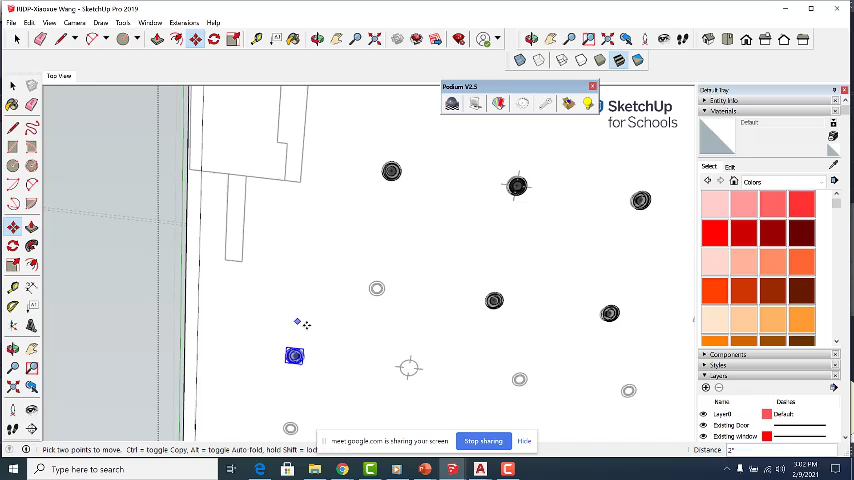 RIDP-Xiaoxue Wang - SketchUp Pro 2019
File Edit View Camera Draw Tools Window Extensions Help
Top View
Podium V2.5
SketchUp
for Schools
Default Tray
Entity Info
Materials
Default
Select Edit
Colors
Components
Styles
Layers
Name Dashes
Layer0 Default
Existing Door
Existing window
meet.google.com is sharing your screen Stop sharing Hide
Pick two points to move. Ctrl = toggle Copy, Alt = toggle Auto-fold, hold Shift = lock inference. Distance 2"
Type here to search
3:02 PM
2/9/2021